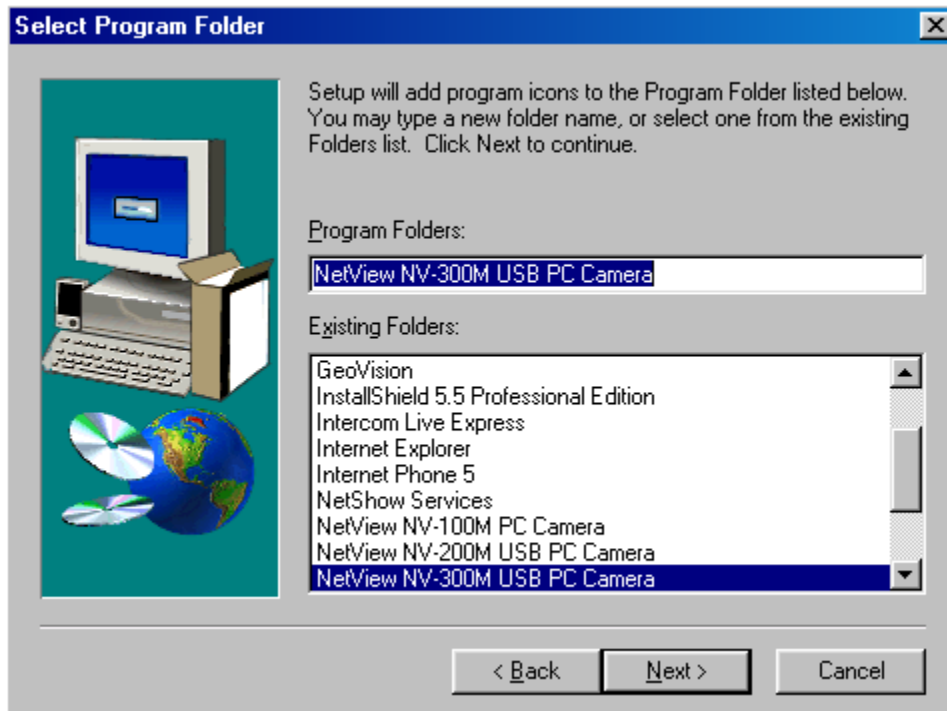 Select Program Folder
Setup will add program icons to the Program Folder listed below.
You may type a new folder name, or select one from the existing
Folders list.  Click Next to continue.
Program Folders:
NetView NV-300M USB PC Camera
Existing Folders:
GeoVision
InstallShield 5.5 Professional Edition
Intercom Live Express
Internet Explorer
Internet Phone 5
NetShow Services
NetView NV-100M PC Camera
NetView NV-200M USB PC Camera
NetView NV-300M USB PC Camera
< Back
Next >
Cancel